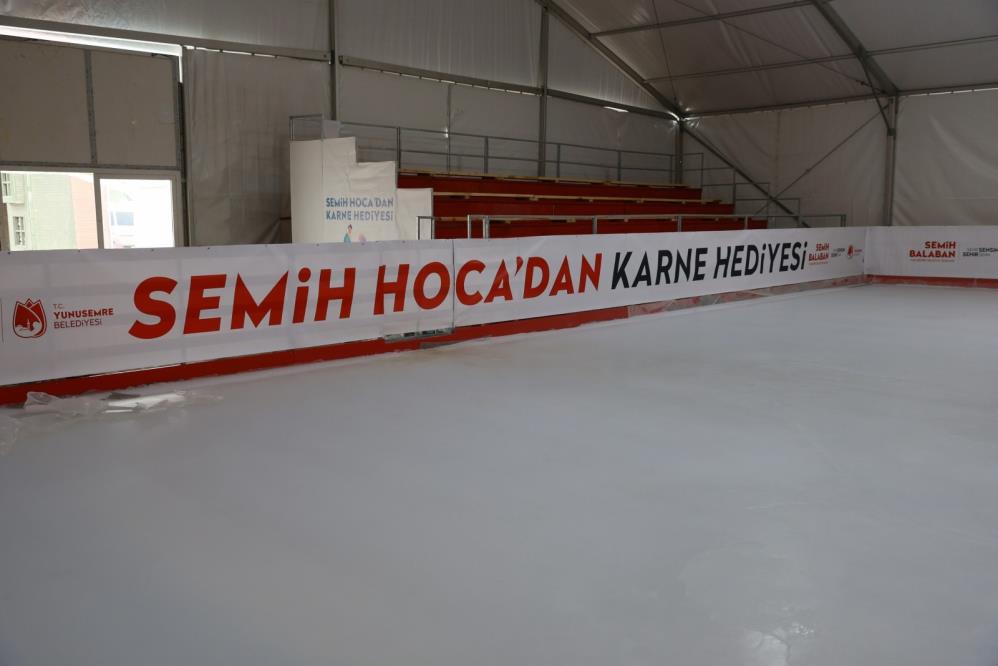 SEMİH HOCA'DAN
KARNE HEDİYESİ
T.C.
YUNUSEMRE
BELEDİYESİ
SEMİH HOCA'DAN KARNE HEDİYESİ
SEMİH
BALABAN
SEMİH
BALABAN